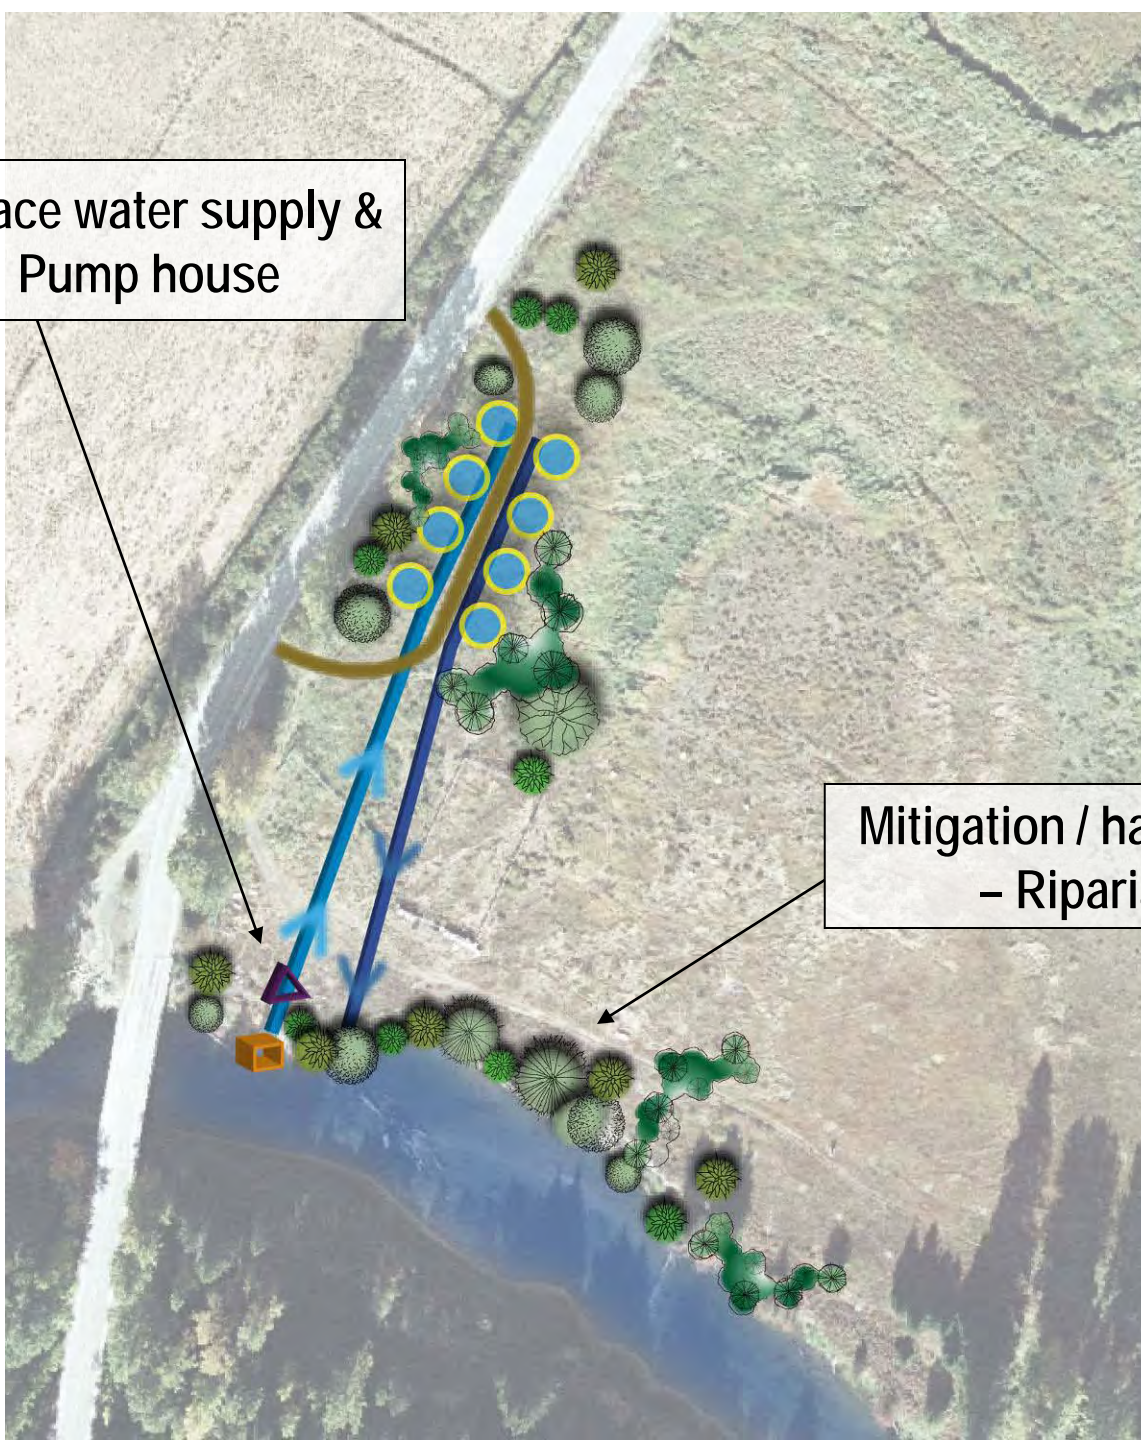 ace water supply &
Pump house
Mitigation / ha
– Ripari